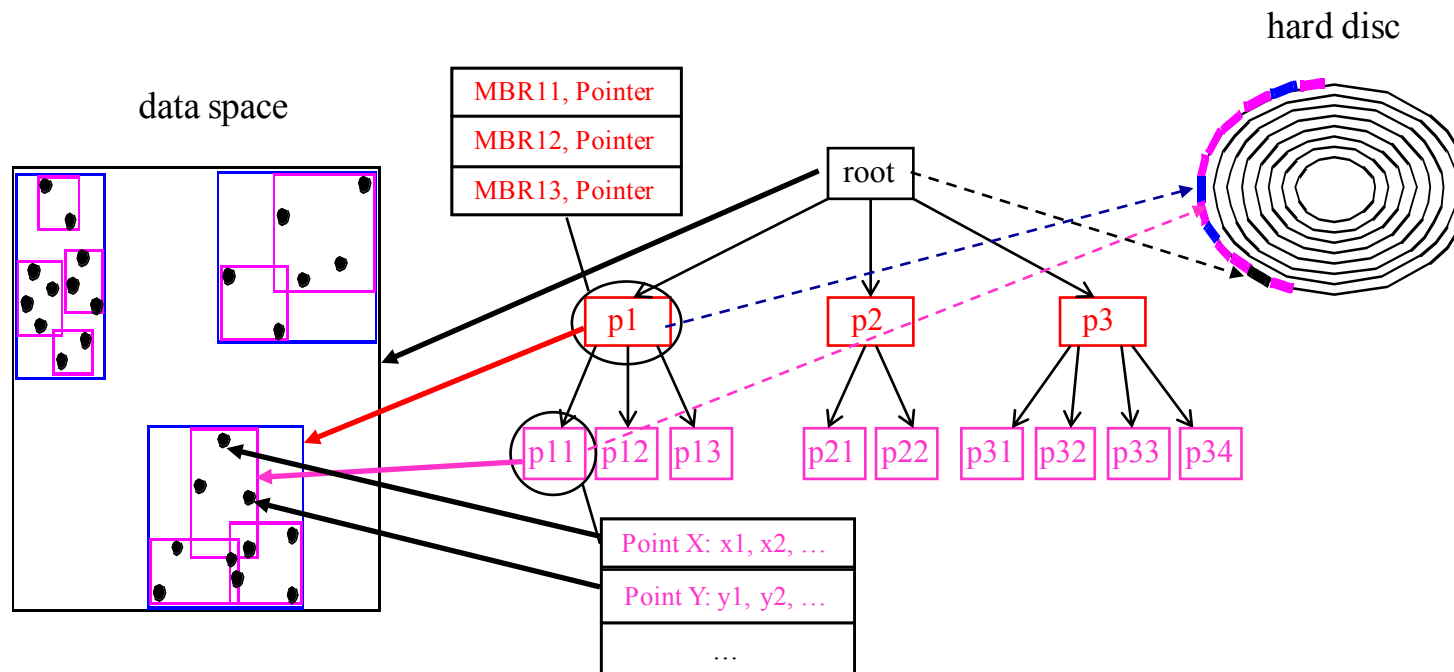 hard disc
data space
MBR11, Pointer
MBR12, Pointer
MBR13, Pointer
root
p1
p2
p3
p11
p12
p13
p21
p22
p31
p32
p33
p34
Point X: x1, x2, …
Point Y: y1, y2, …
…